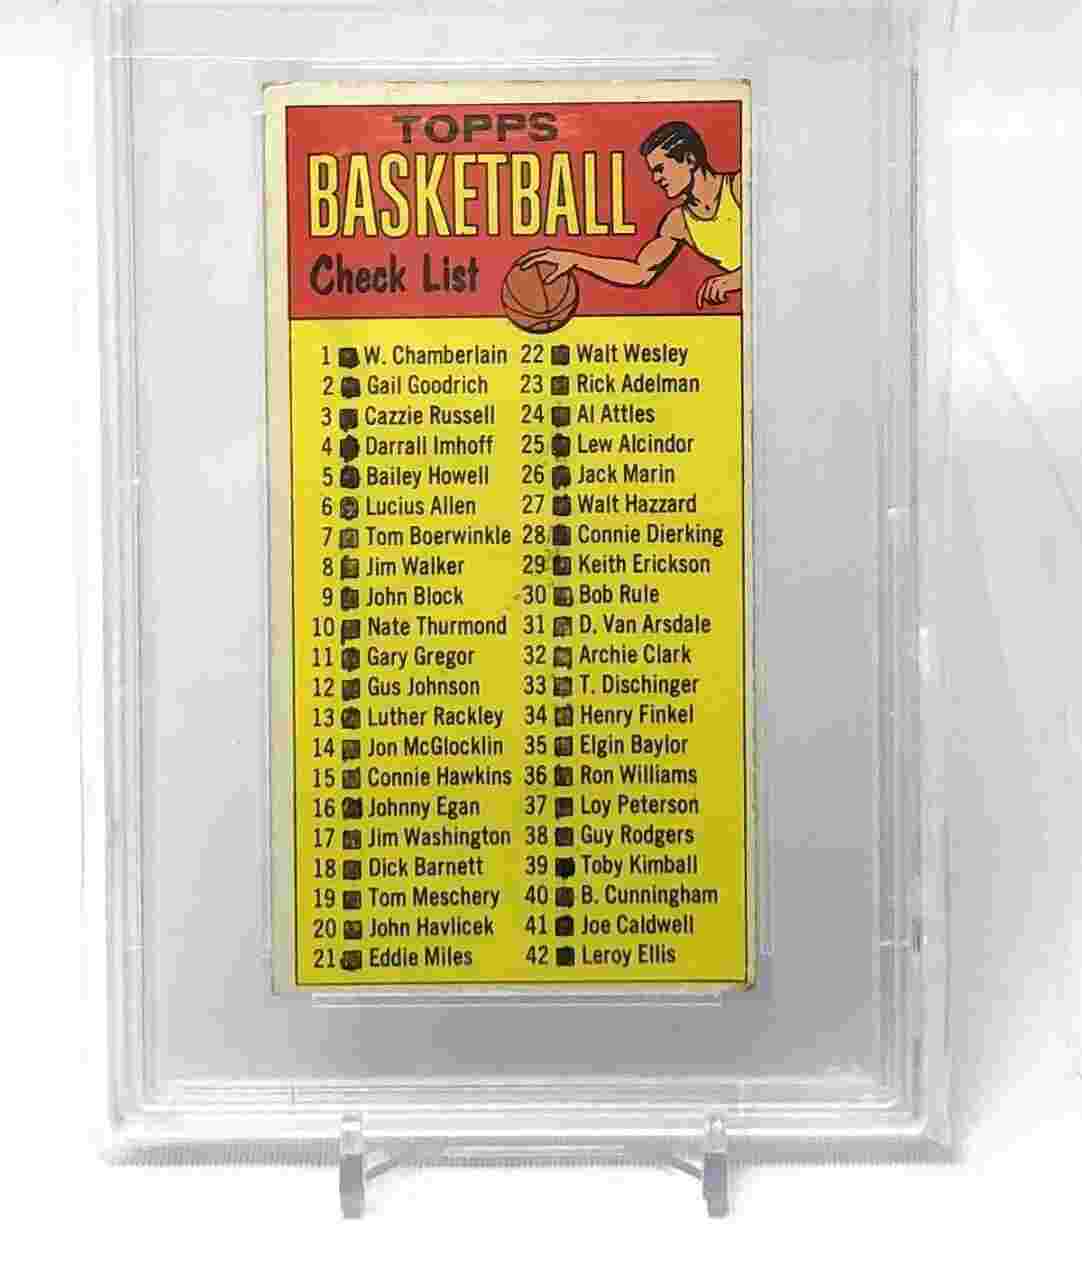 TOPPS
BASKETBALL
Check List
1 W. Chamberlain
2 Gail Goodrich
3 Cazzie Russell
4 Darrall Imhoff
5 Bailey Howell
6 Lucius Allen
7 Tom Boerwinkle
8 Jim Walker
9 John Block
10 Nate Thurmond
11 Gary Gregor
12 Gus Johnson
13 Luther Rackley
14 Jon McGlocklin
15 Connie Hawkins
16 Johnny Egan
17 Jim Washington
18 Dick Barnett
19 Tom Meschery
20 John Havlicek
21 Eddie Miles
22 Walt Wesley
23 Rick Adelman
24 Al Attles
25 Lew Alcindor
26 Jack Marin
27 Walt Hazzard
28 Connie Dierking
29 Keith Erickson
30 Bob Rule
31 D. Van Arsdale
32 Archie Clark
33 T. Dischinger
34 Henry Finkel
35 Elgin Baylor
36 Ron Williams
37 Loy Peterson
38 Guy Rodgers
39 Toby Kimball
40 B. Cunningham
41 Joe Caldwell
42 Leroy Ellis